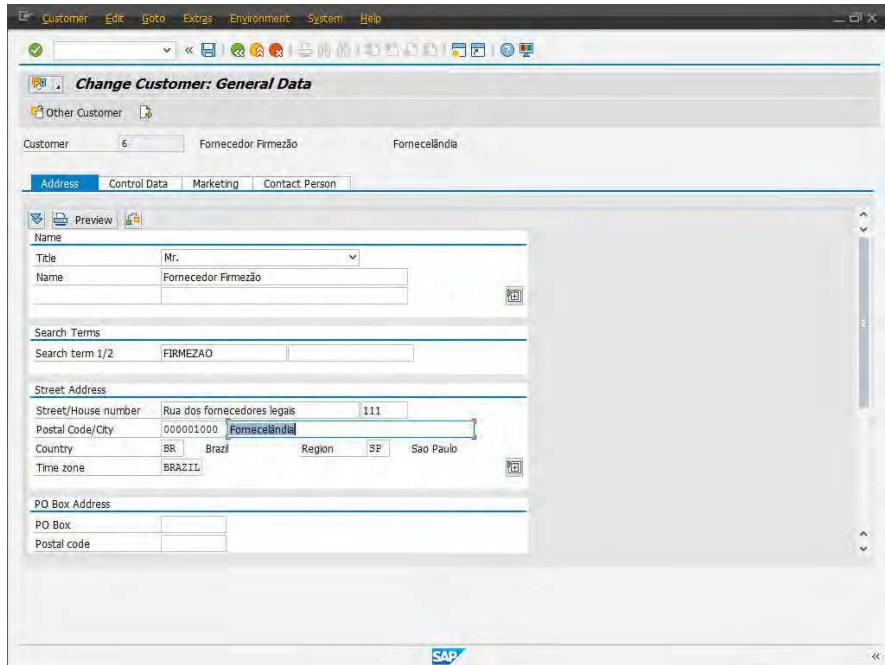 Customer Edit Goto Extras Environment System Help
Change Customer: General Data
Other Customer
Customer 6 Fornecedor Firmezão Fornecelândia
Address Control Data Marketing Contact Person
Preview
Name
Title Mr.
Name Fornecedor Firmezão
Search Terms
Search term 1/2 FIRMEZAO
Street Address
Street/House number Rua dos fornecedores legais 111
Postal Code/City 000001000 Fornecelândia
Country BR Brazil Region SP Sao Paulo
Time zone BRAZIL
PO Box Address
PO Box
Postal code
SAP